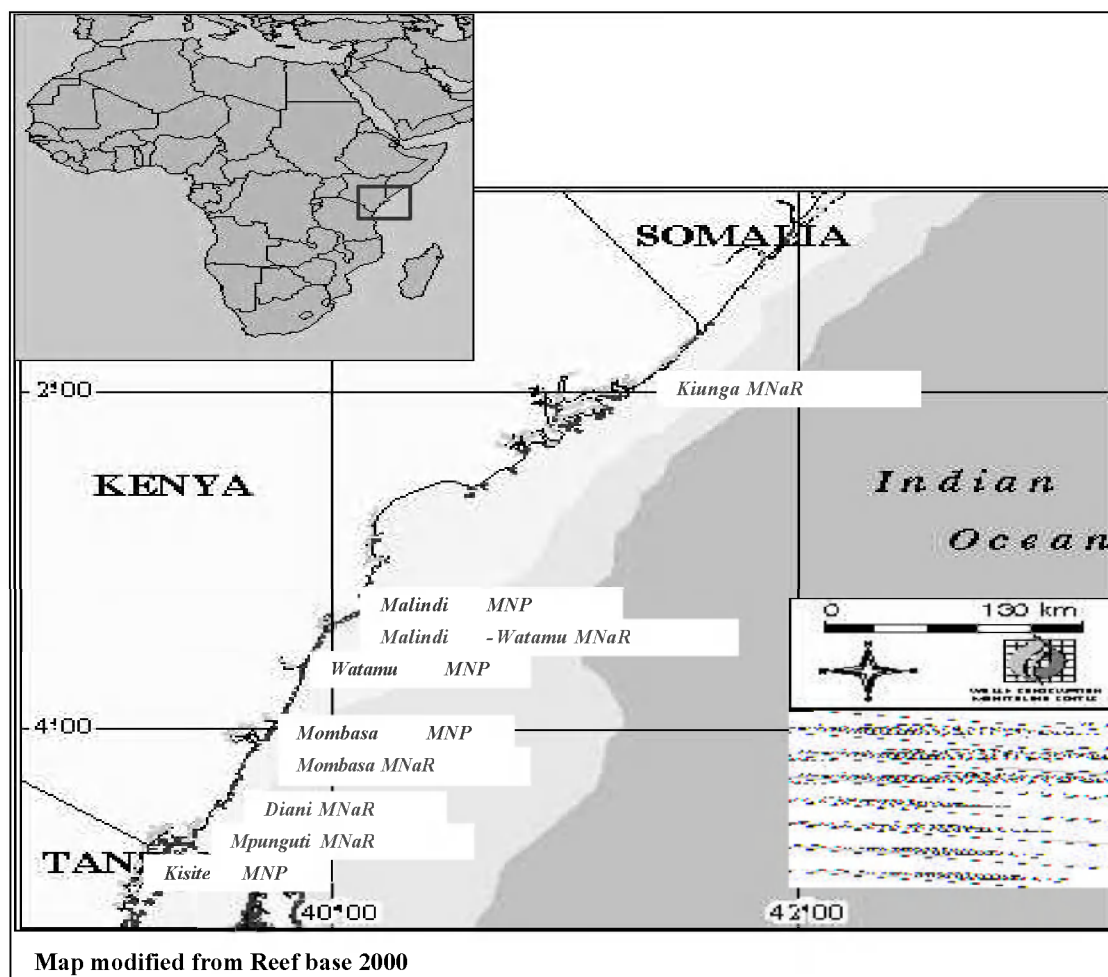 SOMALIA
2°00
Kiunga MNaR
KENYA
Indian
Ocean
Malindi MNP
Malindi -Watamu MNaR
Watamu MNP
0 130 km
4°00
Mombasa MNP
Mombasa MNaR
Diani MNaR
Mpunguti MNaR
TAN
Kisite MNP
40°00 42°00
Map modified from Reef base 2000